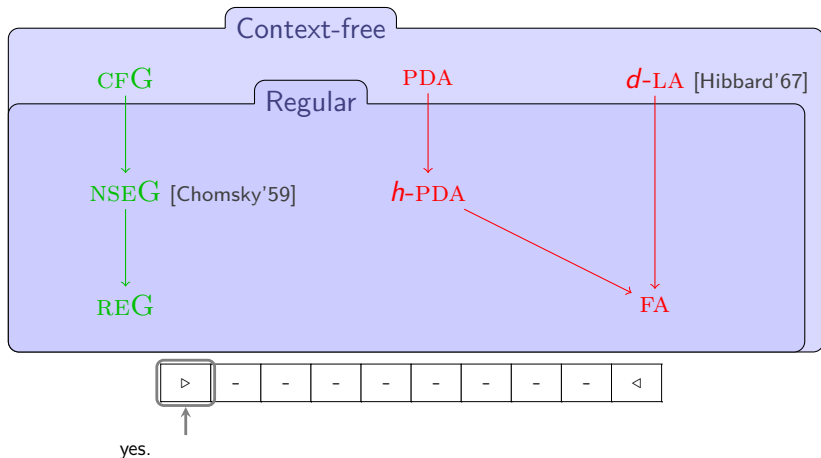 Context-free
CFG PDA d-LA [Hibbard'67]
Regular
NSEG [Chomsky'59] h-PDA
REG FA
▷ - - - - - - - - ◁
yes.